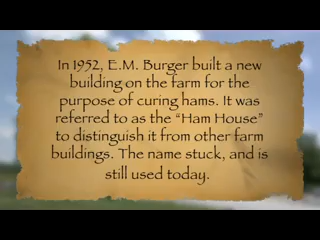 In 1952, E.M. Burger built a new
building on the farm for the
purpose of curing hams. It was
referred to as the “Ham House”
to distinguish it from other farm
buildings. The name stuck, and is
still used today.